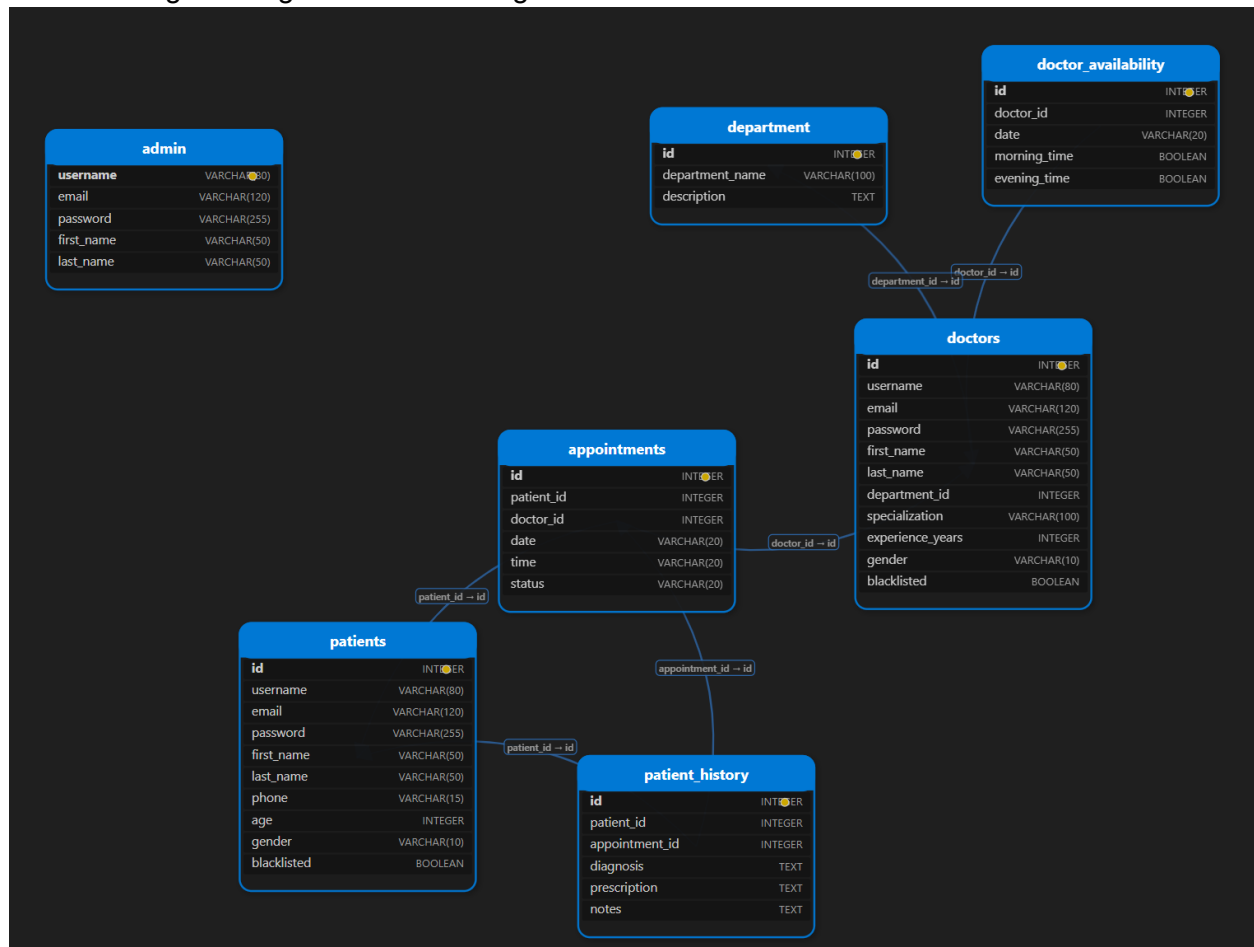 admin
username VARCHAR(80)
email VARCHAR(120)
password VARCHAR(255)
first_name VARCHAR(50)
last_name VARCHAR(50)
department
id INTEGER
department_name VARCHAR(100)
description TEXT
doctor_availability
id INTEGER
doctor_id INTEGER
date VARCHAR(20)
morning_time BOOLEAN
evening_time BOOLEAN
department_id → id
doctor_id → id
doctors
id INTEGER
username VARCHAR(80)
email VARCHAR(120)
password VARCHAR(255)
first_name VARCHAR(50)
last_name VARCHAR(50)
department_id INTEGER
specialization VARCHAR(100)
experience_years INTEGER
gender VARCHAR(10)
blacklisted BOOLEAN
appointments
id INTEGER
patient_id INTEGER
doctor_id INTEGER
date VARCHAR(20)
time VARCHAR(20)
status VARCHAR(20)
doctor_id → id
patient_id → id
appointment_id → id
patients
id INTEGER
username VARCHAR(80)
email VARCHAR(120)
password VARCHAR(255)
first_name VARCHAR(50)
last_name VARCHAR(50)
phone VARCHAR(15)
age INTEGER
gender VARCHAR(10)
blacklisted BOOLEAN
patient_id → id
patient_history
id INTEGER
patient_id INTEGER
appointment_id INTEGER
diagnosis TEXT
prescription TEXT
notes TEXT